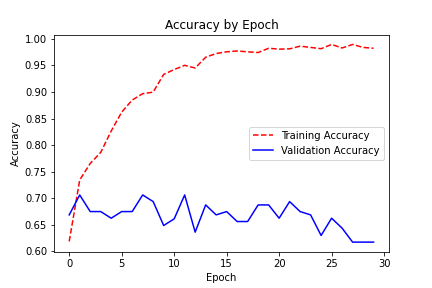 Accuracy by Epoch
1.00
0.95
0.90
0.85
0.80
0.75
0.70
0.65
0.60
Accuracy
Training Accuracy
Validation Accuracy
0 5 10 15 20 25 30
Epoch